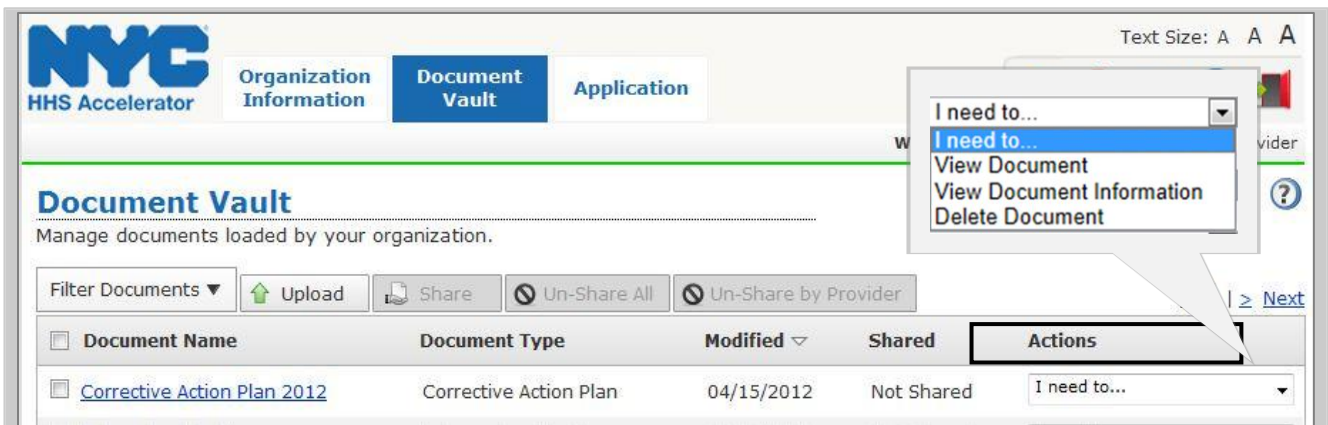 Text Size: A A A
NYC
HHS Accelerator
Organization Information
Document Vault
Application
I need to...
I need to...
View Document
View Document Information
Delete Document
Document Vault
Manage documents loaded by your organization.
Filter Documents ▼ Upload Share Un-Share All Un-Share by Provider | > Next
Document Name Document Type Modified Shared Actions
Corrective Action Plan 2012 Corrective Action Plan 04/15/2012 Not Shared I need to...